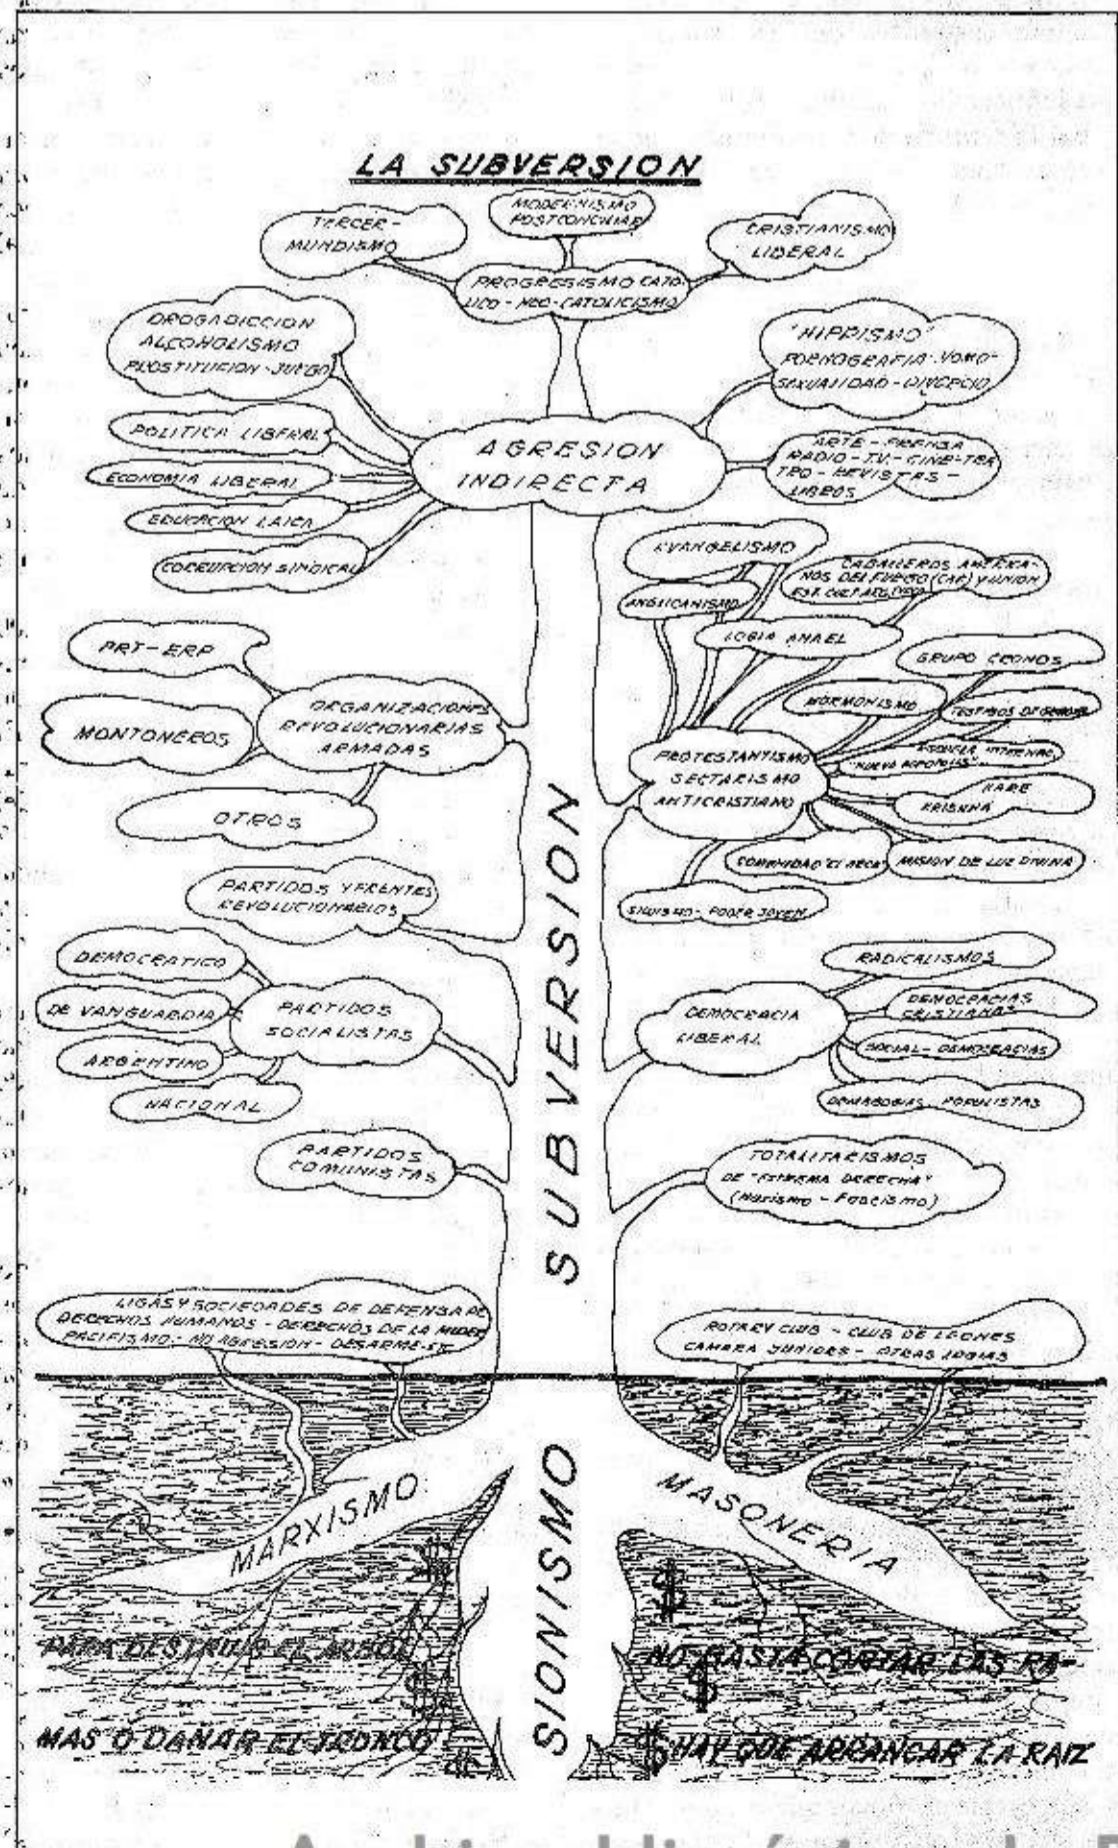 LA SUBVERSION
TERCER-
MUNDISMO
MODERNISMO
POSTCONCILIAR
CRISTIANISMO
LIBERAL
PROGRESISMO CATO-
LICO - NEO-CATOLICISMO
DROGADICCION
ALCOHOLISMO
PROSTITUCION - JUEGO
"HIPPISMO"
PORNOGRAFIA - HOMO-
SEXUALIDAD - DIVORCIO
POLITICA LIBERAL
ECONOMIA LIBERAL
EDUCACION LAICA
CORRUPCION SINDICAL
AGRESION
INDIRECTA
ARTE - PRENSA
RADIO - T.V. - CINE - TEA
TRO - REVISTAS -
LIBROS
EVANGELISMO
ANGLICANISMO
CABALLEROS AMERICA-
NOS DEL FUEGO (CAF) Y UNION
LOGIA ANAEL
GRUPO CRONOS
MORMONISMO
TESTIGOS DE JEHOVA
"NUEVA ACROPOLIS"
HARE
KRISHNA
MISION DE LUZ DIVINA
COMUNIDAD "EL ARCA"
SILOISMO - PODER JOVEN
PROTESTANTISMO
SECTARISMO
ANTICRISTIANO
PRT-ERP
MONTONEROS
OTROS
ORGANIZACIONES
REVOLUCIONARIAS
ARMADAS
PARTIDOS Y FRENTES
REVOLUCIONARIOS
DEMOCRATICO
DE VANGUARDIA
ARGENTINO
NACIONAL
PARTIDOS
SOCIALISTAS
PARTIDOS
COMUNISTAS
SUBVERSION
DEMOCRACIA
LIBERAL
RADICALISMOS
DEMOCRACIAS
CRISTIANAS
SOCIAL-DEMOCRACIAS
DEMAGOGIAS POPULISTAS
TOTALITARISMOS
DE "EXTREMA DERECHA"
(Nazismo - Fascismo)
LIGAS Y SOCIEDADES DE DEFENSA DE
DERECHOS HUMANOS - DERECHOS DE LA MUJER
PACIFISMO - NO AGRESION - DESARME - ETC
ROTARY CLUB - CLUB DE LEONES
CAMARA JUNIORS - OTRAS LOGIAS
MARXISMO
SIONISMO
MASONERIA
PARA DESTRUIR EL ARBOL NO BASTA CORTAR LAS RA-
MAS O DAÑAR EL TRONCO HAY QUE ARRANCAR LA RAIZ